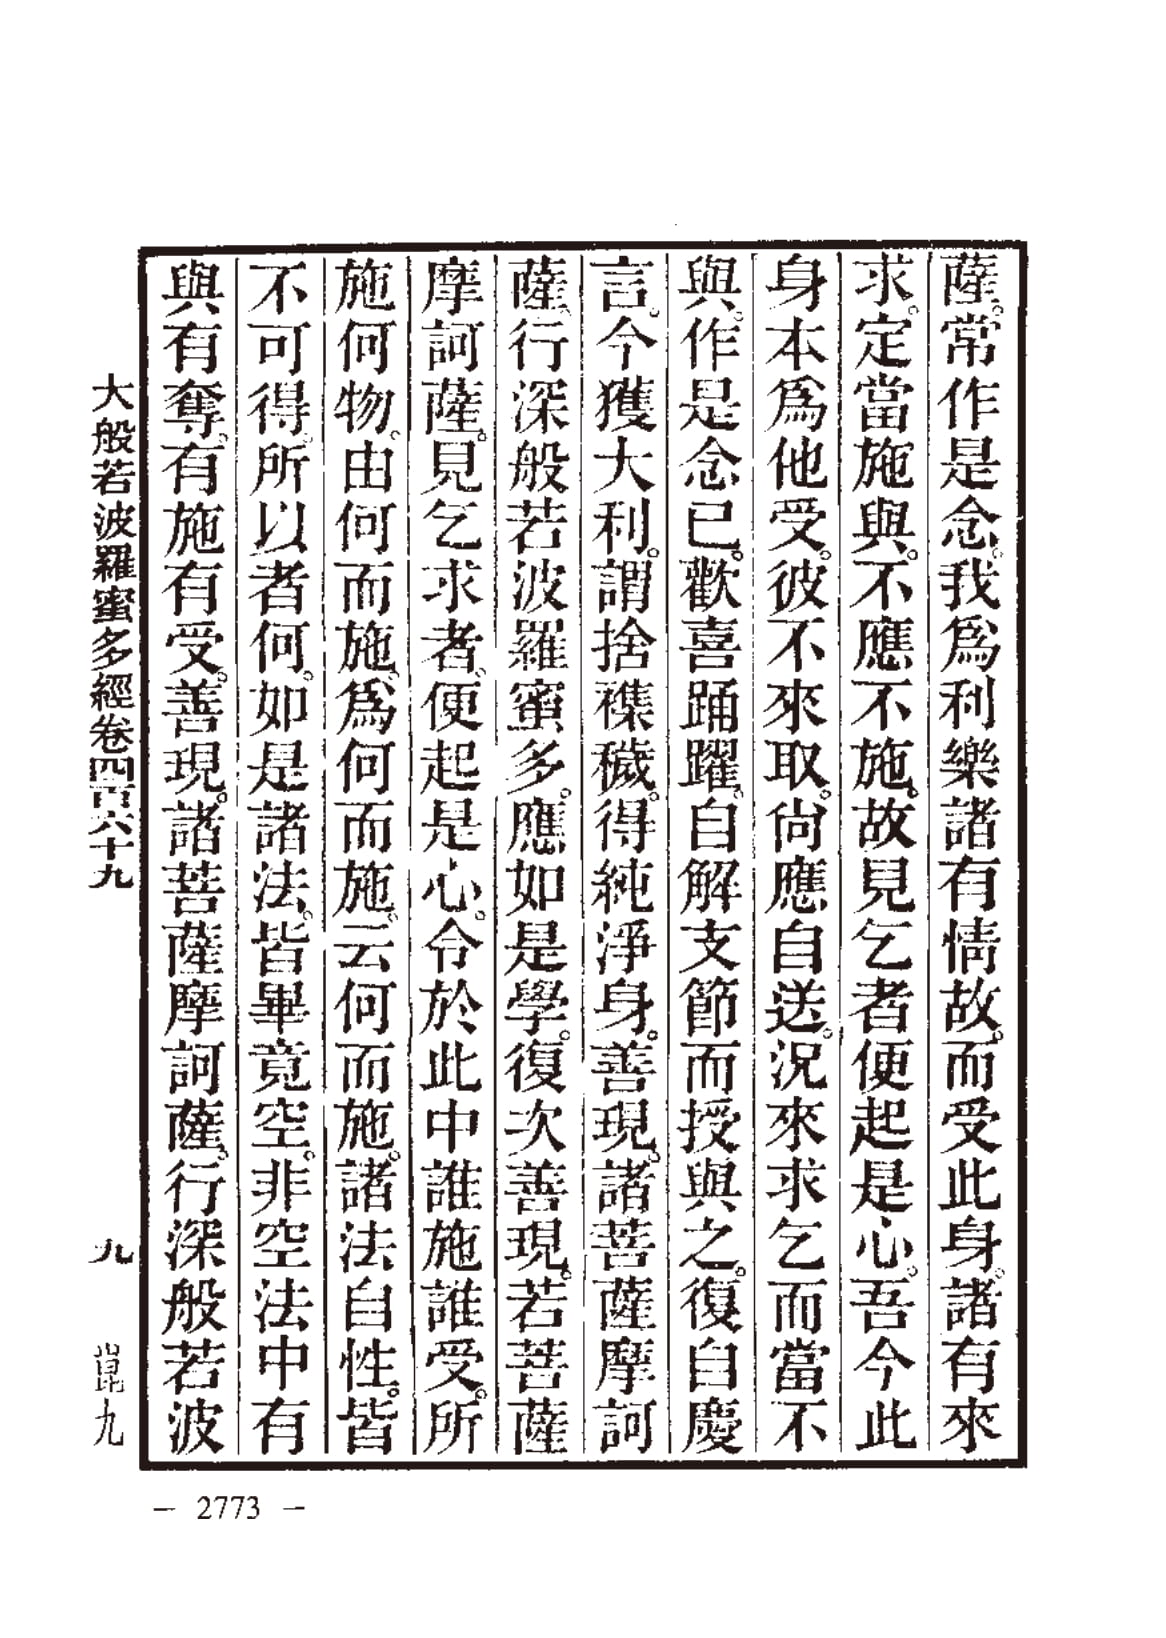 薩。常作是念。我爲利樂諸有情故。而受此身。諸有來
求。定當施與。不應不施。故見乞者便起是心。吾今此
身本爲他受。彼不來取。尙應自送。況來求乞而當不
與。作是念已。歡喜踊躍。自解支節而授與之。復自慶
言。今獲大利。謂捨襍穢。得純淨身。善現。諸菩薩摩訶
薩。行深般若波羅蜜多。應如是學。復次善現。若菩薩
摩訶薩。見乞求者。便起是心。令於此中誰施誰受。所
施何物。由何而施。爲何而施。云何而施。諸法自性。皆
不可得。所以者何。如是諸法。皆畢竟空。非空法中有
與有奪。有施有受。善現。諸菩薩摩訶薩。行深般若波
大般若波羅蜜多經卷四百六十九 九 崑九
— 2773 —